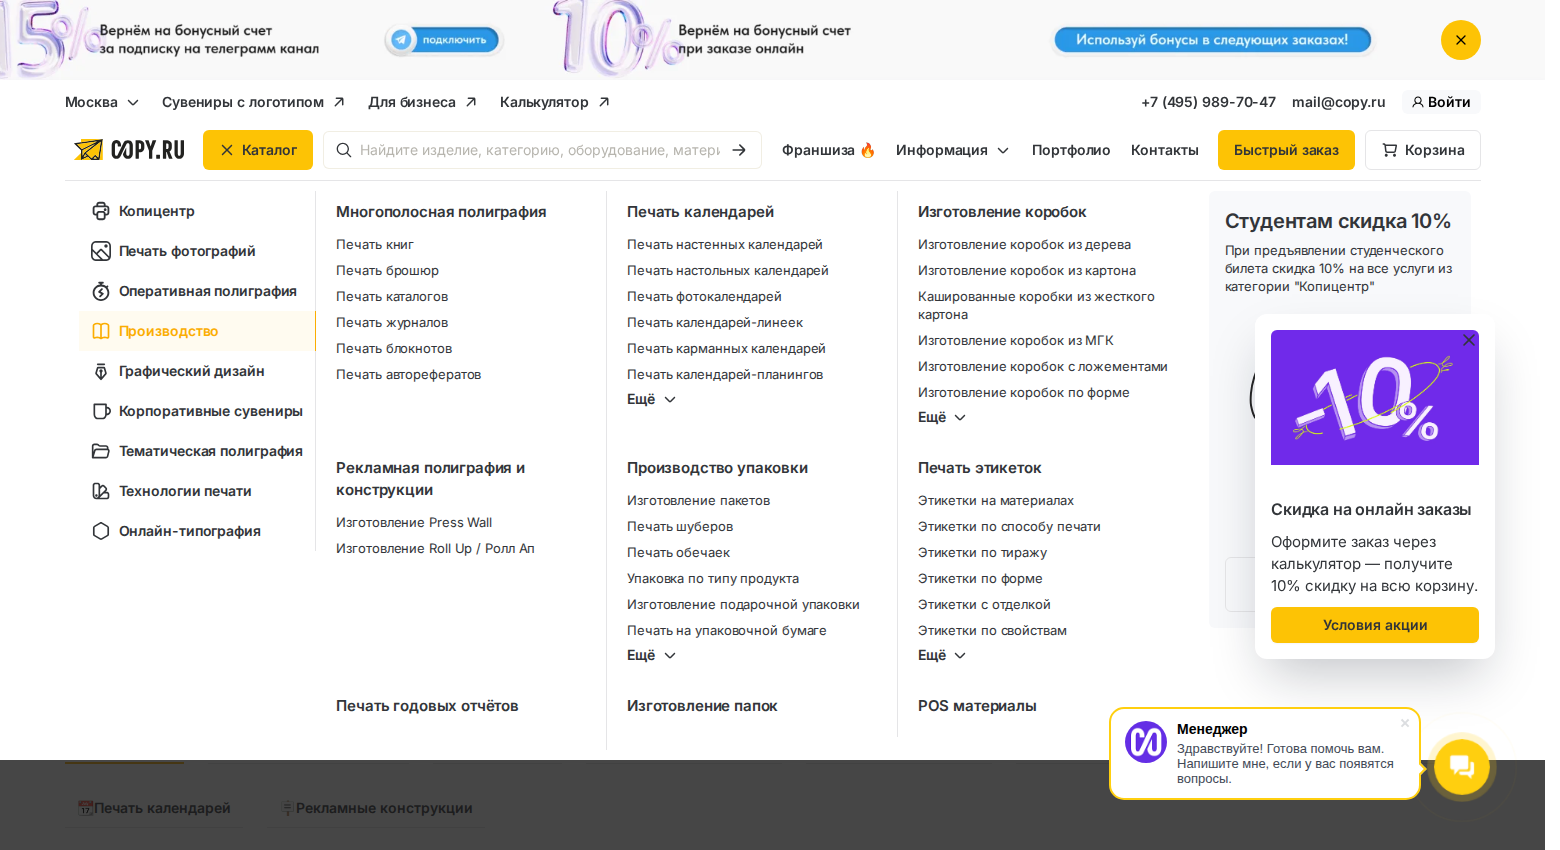 15%
Вернём на бонусный счет
за подписку на телеграмм канал
подключить
10%
Вернём на бонусный счет
при заказе онлайн
Используй бонусы в следующих заказах!
Москва
Сувениры с логотипом
Для бизнеса
Калькулятор
+7 (495) 989-70-47
mail@copy.ru
Войти
COPY.RU
Каталог
Найдите изделие, категорию, оборудование, матери
Франшиза 🔥
Информация
Портфолио
Контакты
Быстрый заказ
Корзина
Копицентр
Печать фотографий
Оперативная полиграфия
Производство
Графический дизайн
Корпоративные сувениры
Тематическая полиграфия
Технологии печати
Онлайн-типография
Многополосная полиграфия
Печать книг
Печать брошюр
Печать каталогов
Печать журналов
Печать блокнотов
Печать авторефератов
Печать календарей
Печать настенных календарей
Печать настольных календарей
Печать фотокалендарей
Печать календарей-линеек
Печать карманных календарей
Печать календарей-планингов
Ещё
Изготовление коробок
Изготовление коробок из дерева
Изготовление коробок из картона
Кашированные коробки из жесткого
картона
Изготовление коробок из МГК
Изготовление коробок с ложементами
Изготовление коробок по форме
Ещё
Рекламная полиграфия и
конструкции
Изготовление Press Wall
Изготовление Roll Up / Ролл Ап
Производство упаковки
Изготовление пакетов
Печать шуберов
Печать обечаек
Упаковка по типу продукта
Изготовление подарочной упаковки
Печать на упаковочной бумаге
Ещё
Печать этикеток
Этикетки на материалах
Этикетки по способу печати
Этикетки по тиражу
Этикетки по форме
Этикетки с отделкой
Этикетки по свойствам
Ещё
Печать годовых отчётов
Изготовление папок
POS материалы
Студентам скидка 10%
При предъявлении студенческого
билета скидка 10% на все услуги из
категории "Копицентр"
-10%
Скидка на онлайн заказы
Оформите заказ через
калькулятор — получите
10% скидку на всю корзину.
Условия акции
Менеджер
Здравствуйте! Готова помочь вам.
Напишите мне, если у вас появятся
вопросы.
Печать календарей
Рекламные конструкции